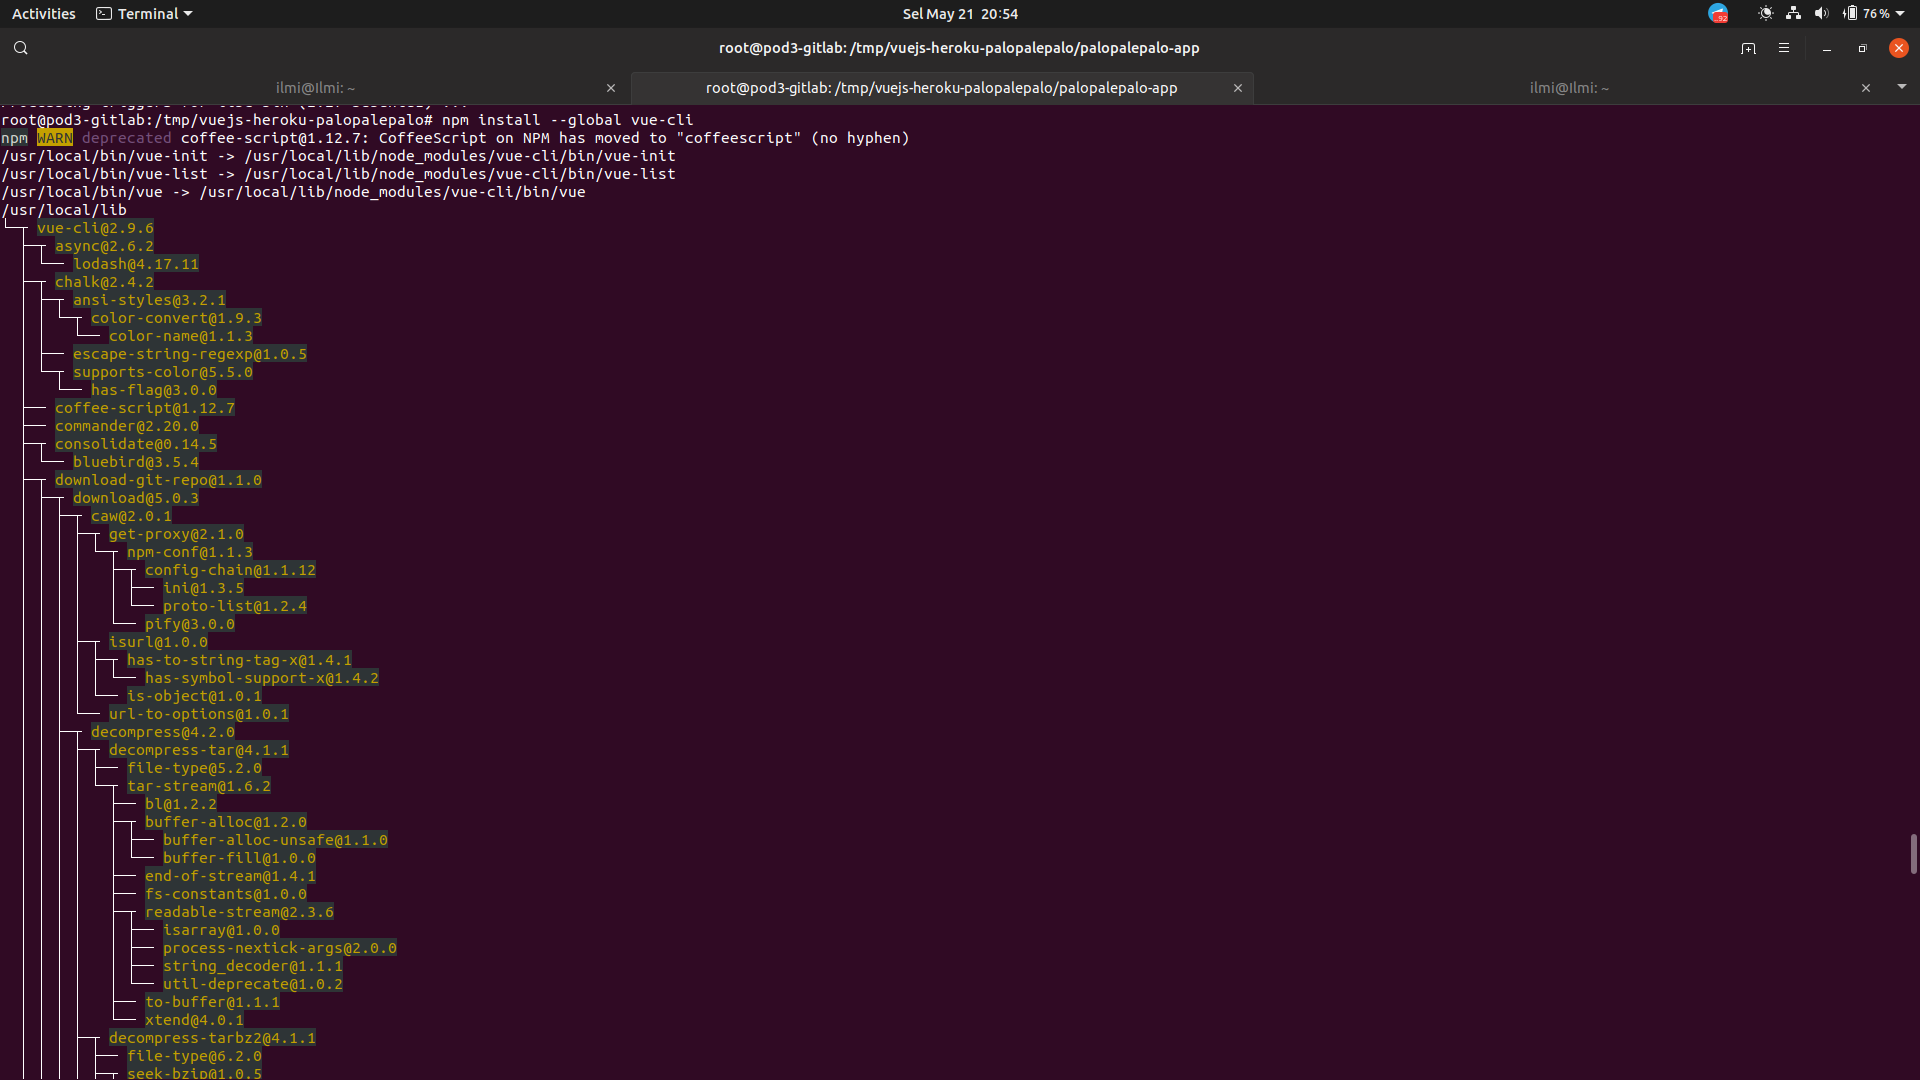 Activities
Terminal
Sel May 21 20:54
92
76 %
root@pod3-gitlab: /tmp/vuejs-heroku-palopalepalo/palopalepalo-app
ilmi@Ilmi: ~
root@pod3-gitlab: /tmp/vuejs-heroku-palopalepalo/palopalepalo-app
ilmi@Ilmi: ~
root@pod3-gitlab:/tmp/vuejs-heroku-palopalepalo# npm install --global vue-cli
npm WARN deprecated coffee-script@1.12.7: CoffeeScript on NPM has moved to "coffeescript" (no hyphen)
/usr/local/bin/vue-init -> /usr/local/lib/node_modules/vue-cli/bin/vue-init
/usr/local/bin/vue-list -> /usr/local/lib/node_modules/vue-cli/bin/vue-list
/usr/local/bin/vue -> /usr/local/lib/node_modules/vue-cli/bin/vue
/usr/local/lib
vue-cli@2.9.6
async@2.6.2
lodash@4.17.11
chalk@2.4.2
ansi-styles@3.2.1
color-convert@1.9.3
color-name@1.1.3
escape-string-regexp@1.0.5
supports-color@5.5.0
has-flag@3.0.0
coffee-script@1.12.7
commander@2.20.0
consolidate@0.14.5
bluebird@3.5.4
download-git-repo@1.1.0
download@5.0.3
caw@2.0.1
get-proxy@2.1.0
npm-conf@1.1.3
config-chain@1.1.12
ini@1.3.5
proto-list@1.2.4
pify@3.0.0
isurl@1.0.0
has-to-string-tag-x@1.4.1
has-symbol-support-x@1.4.2
is-object@1.0.1
url-to-options@1.0.1
decompress@4.2.0
decompress-tar@4.1.1
file-type@5.2.0
tar-stream@1.6.2
bl@1.2.2
buffer-alloc@1.2.0
buffer-alloc-unsafe@1.1.0
buffer-fill@1.0.0
end-of-stream@1.4.1
fs-constants@1.0.0
readable-stream@2.3.6
isarray@1.0.0
process-nextick-args@2.0.0
string_decoder@1.1.1
util-deprecate@1.0.2
to-buffer@1.1.1
xtend@4.0.1
decompress-tarbz2@4.1.1
file-type@6.2.0
seek-bzip@1.0.5